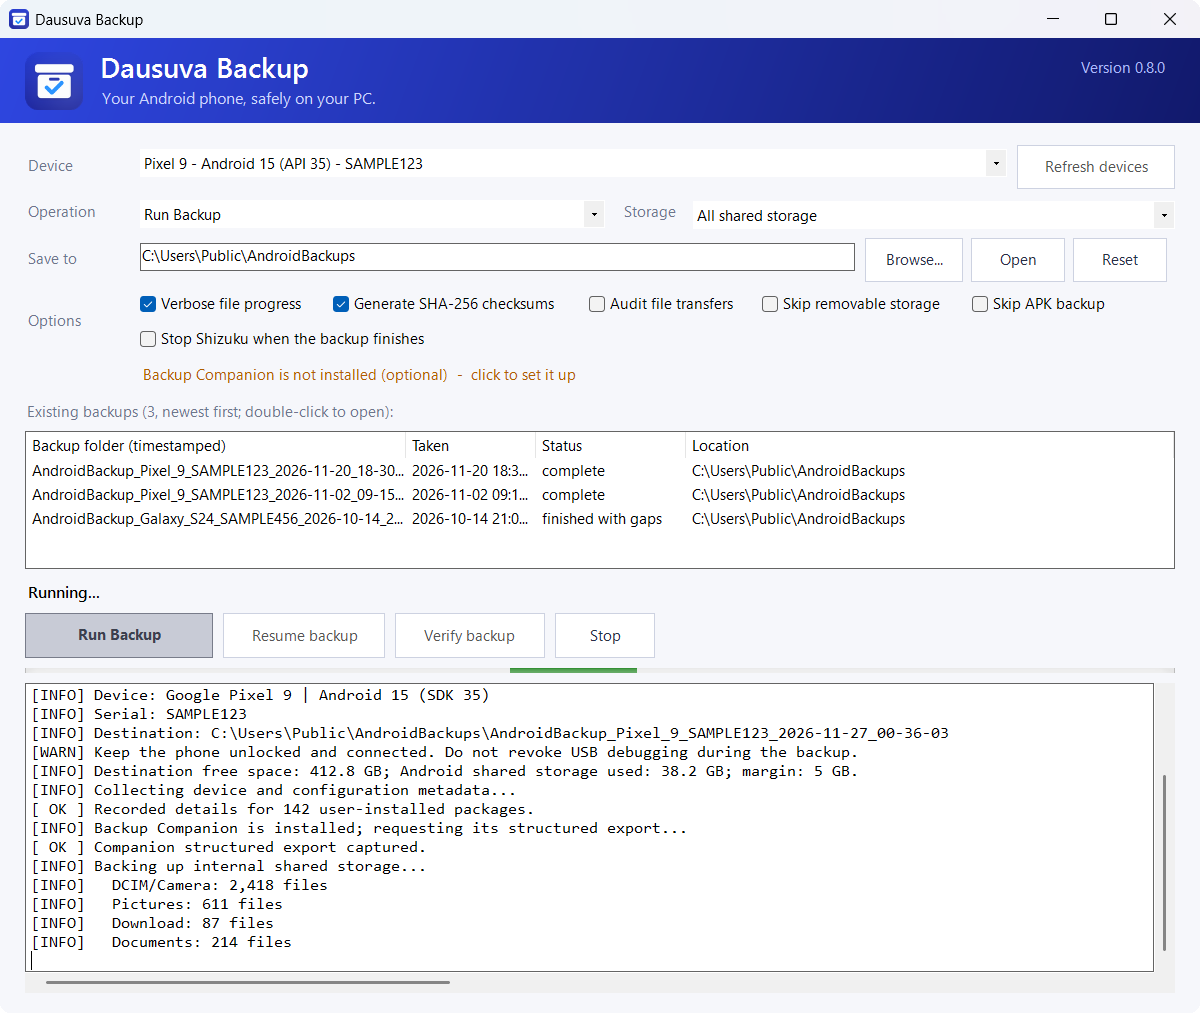 Dausuva Backup
Dausuva Backup
Version 0.8.0
Your Android phone, safely on your PC.
Device
Pixel 9 - Android 15 (API 35) - SAMPLE123
Refresh devices
Operation
Run Backup
Storage
All shared storage
Save to
C:\Users\Public\AndroidBackups
Browse...
Open
Reset
Options
Verbose file progress
Generate SHA-256 checksums
Audit file transfers
Skip removable storage
Skip APK backup
Stop Shizuku when the backup finishes
Backup Companion is not installed (optional) - click to set it up
Existing backups (3, newest first; double-click to open):
Backup folder (timestamped) Taken Status Location
AndroidBackup_Pixel_9_SAMPLE123_2026-11-20_18-30... 2026-11-20 18:3... complete C:\Users\Public\AndroidBackups
AndroidBackup_Pixel_9_SAMPLE123_2026-11-02_09-15... 2026-11-02 09:1... complete C:\Users\Public\AndroidBackups
AndroidBackup_Galaxy_S24_SAMPLE456_2026-10-14_2... 2026-10-14 21:0... finished with gaps C:\Users\Public\AndroidBackups
Running...
Run Backup
Resume backup
Verify backup
Stop
[INFO] Device: Google Pixel 9 | Android 15 (SDK 35)
[INFO] Serial: SAMPLE123
[INFO] Destination: C:\Users\Public\AndroidBackups\AndroidBackup_Pixel_9_SAMPLE123_2026-11-27_00-36-03
[WARN] Keep the phone unlocked and connected. Do not revoke USB debugging during the backup.
[INFO] Destination free space: 412.8 GB; Android shared storage used: 38.2 GB; margin: 5 GB.
[INFO] Collecting device and configuration metadata...
[ OK ] Recorded details for 142 user-installed packages.
[INFO] Backup Companion is installed; requesting its structured export...
[ OK ] Companion structured export captured.
[INFO] Backing up internal shared storage...
[INFO]   DCIM/Camera: 2,418 files
[INFO]   Pictures: 611 files
[INFO]   Download: 87 files
[INFO]   Documents: 214 files